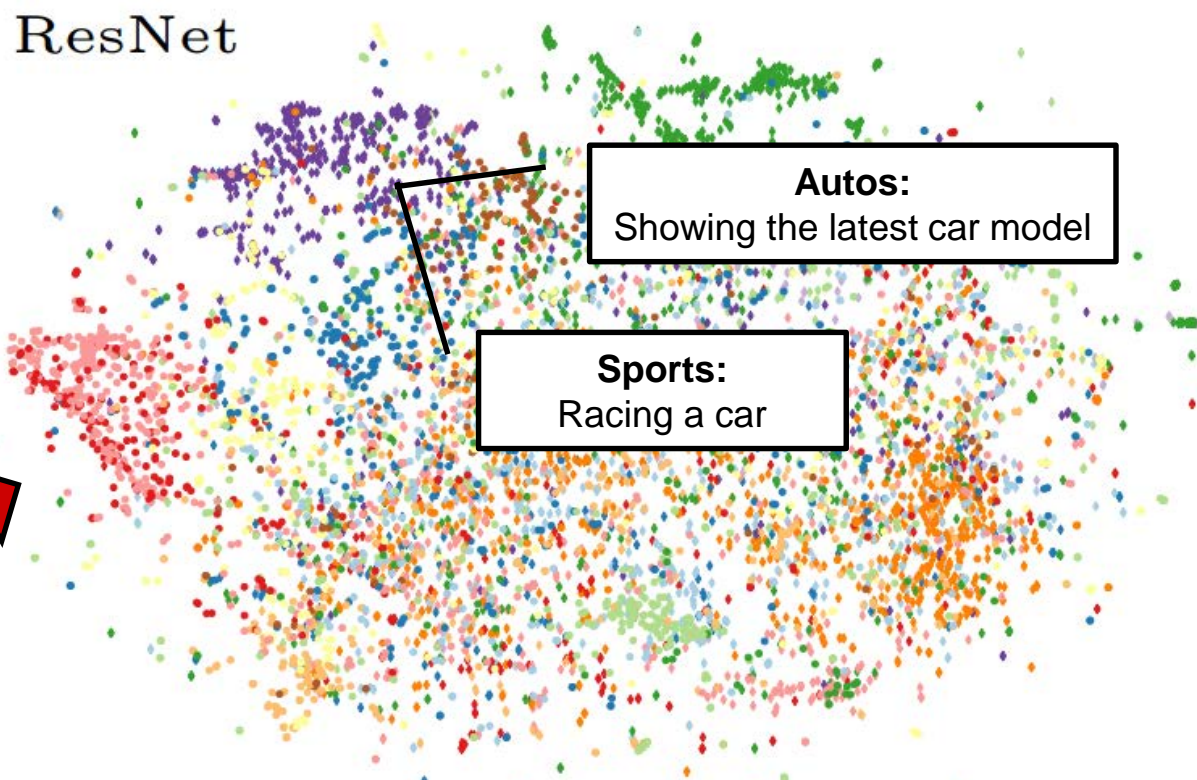 ResNet
Autos:
Showing the latest car model
Sports:
Racing a car